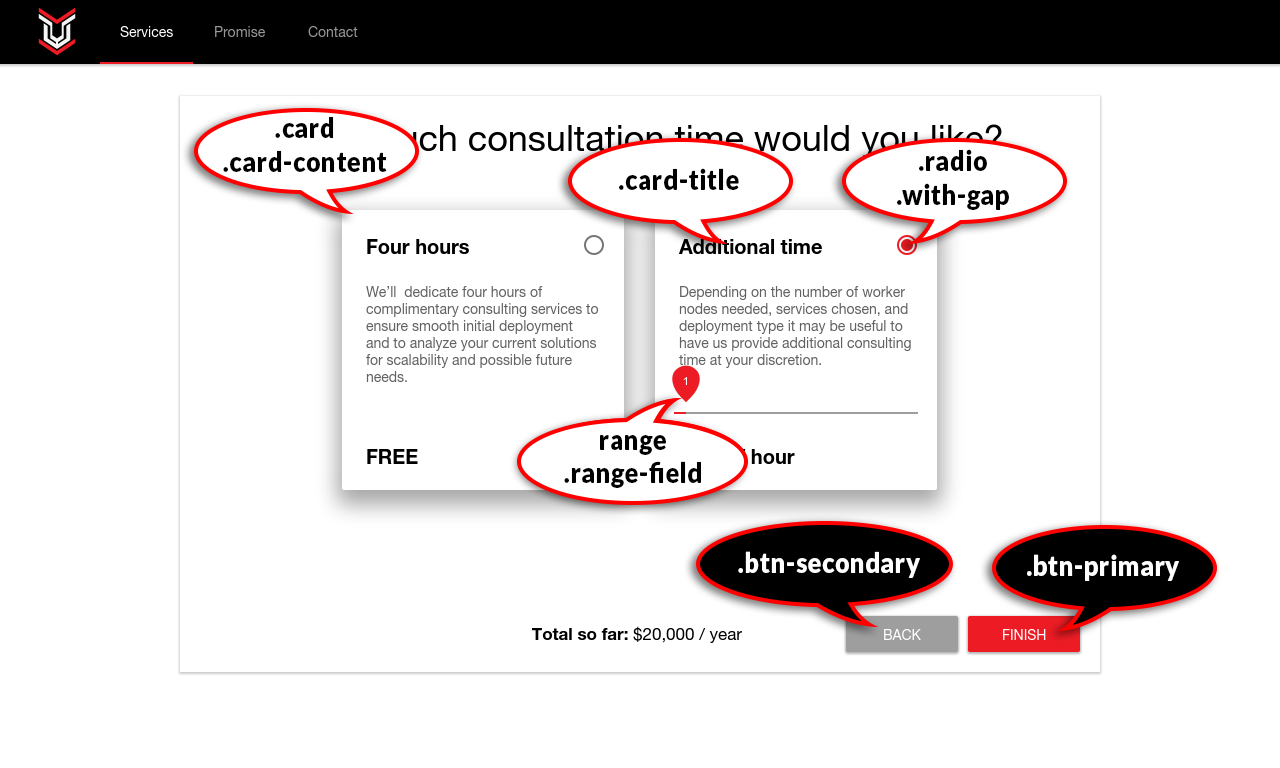 Services Promise Contact
.card
.card-content
consultation time would you like?
.card-title
.radio
.with-gap
Four hours
Additional time
We'll  dedicate four hours of
complimentary consulting services to
ensure smooth initial deployment
and to analyze your current solutions
for scalability and possible future
needs.
Depending on the number of worker
nodes needed, services chosen, and
deployment type it may be useful to
have us provide additional consulting
time at your discretion.
1
range
.range-field
FREE
hour
.btn-secondary
.btn-primary
Total so far: $20,000 / year
BACK
FINISH